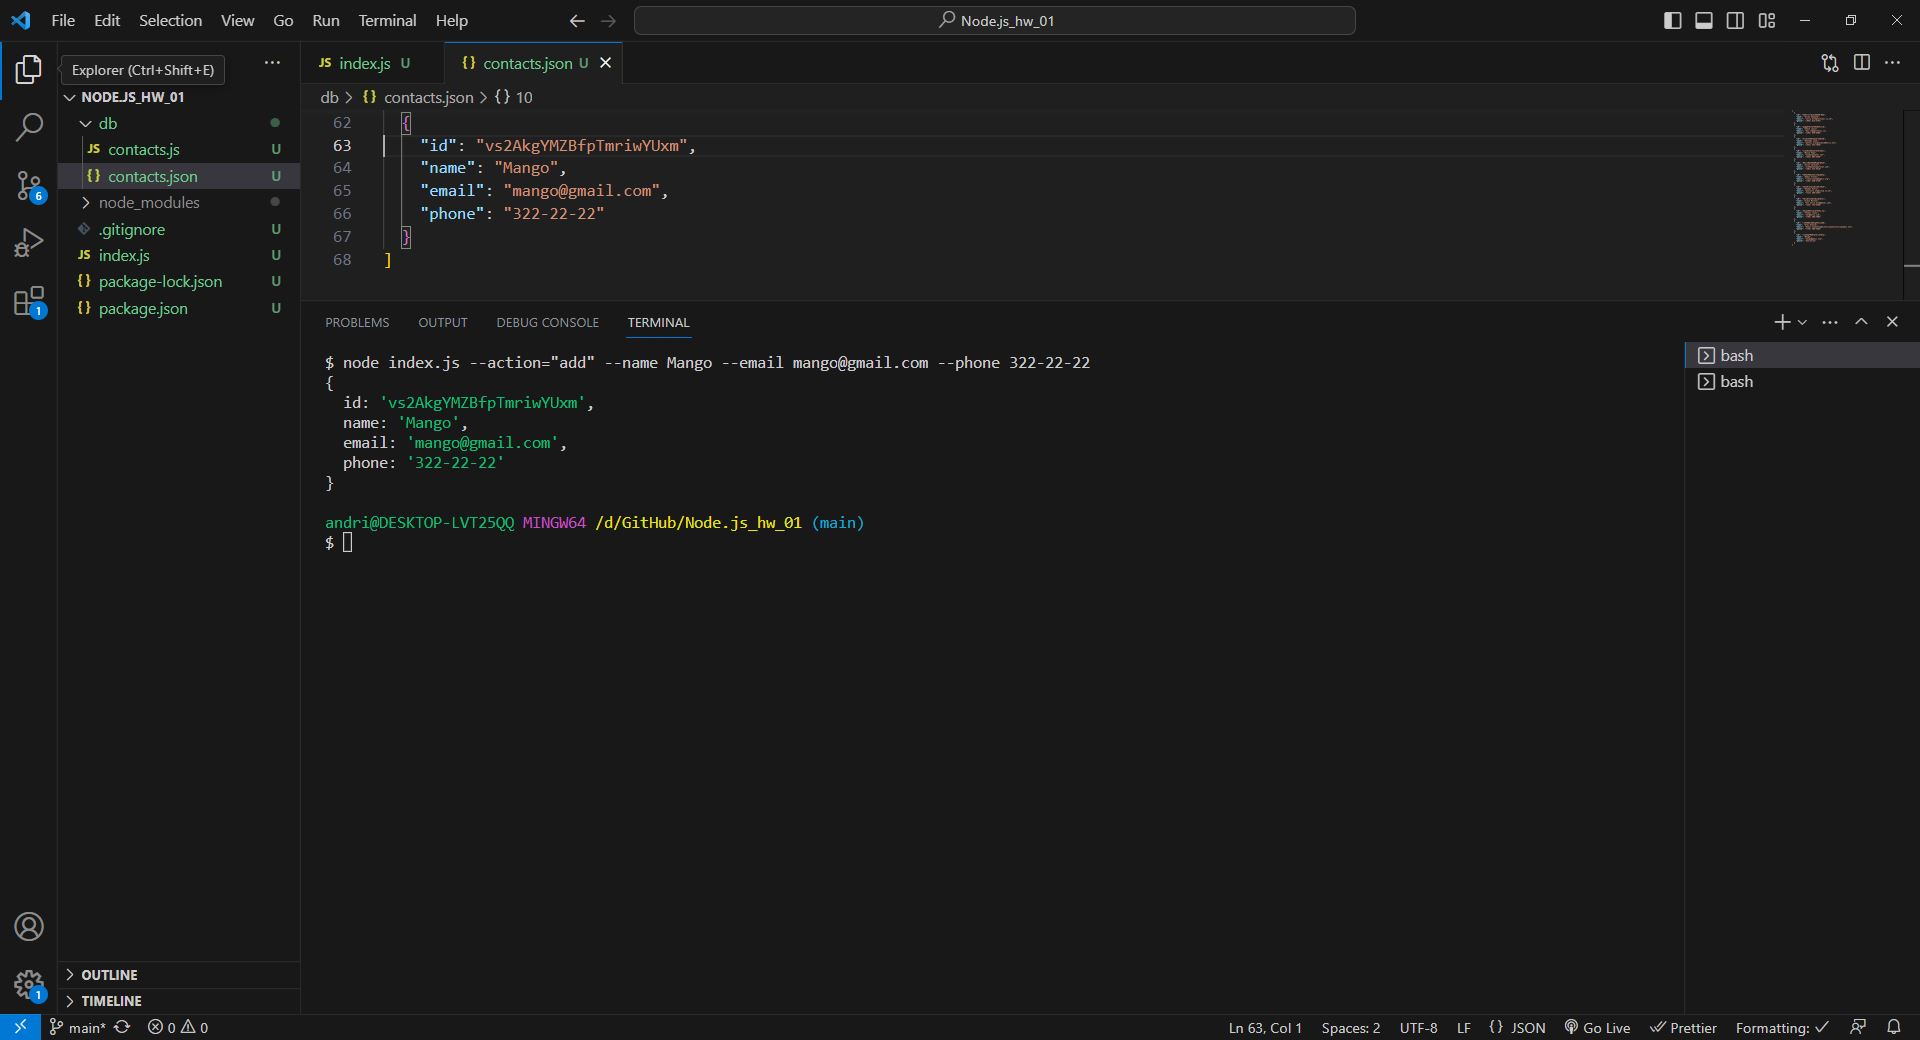 File Edit Selection View Go Run Terminal Help
Node.js_hw_01
Explorer (Ctrl+Shift+E)
NODE.JS_HW_01
db
JS contacts.js U
{} contacts.json U
node_modules
.gitignore U
JS index.js U
{} package-lock.json U
{} package.json U
6
1
OUTLINE
TIMELINE
1
JS index.js U
{} contacts.json U
db > {} contacts.json > {} 10
62 {
63 "id": "vs2AkgYMZBfpTmriwYUxm",
64 "name": "Mango",
65 "email": "mango@gmail.com",
66 "phone": "322-22-22"
67 }
68 ]
PROBLEMS OUTPUT DEBUG CONSOLE TERMINAL
$ node index.js --action="add" --name Mango --email mango@gmail.com --phone 322-22-22
{
id: 'vs2AkgYMZBfpTmriwYUxm',
name: 'Mango',
email: 'mango@gmail.com',
phone: '322-22-22'
}
andri@DESKTOP-LVT25QQ MINGW64 /d/GitHub/Node.js_hw_01 (main)
$
bash
bash
main* 0 0
Ln 63, Col 1 Spaces: 2 UTF-8 LF {} JSON Go Live Prettier Formatting: ✓